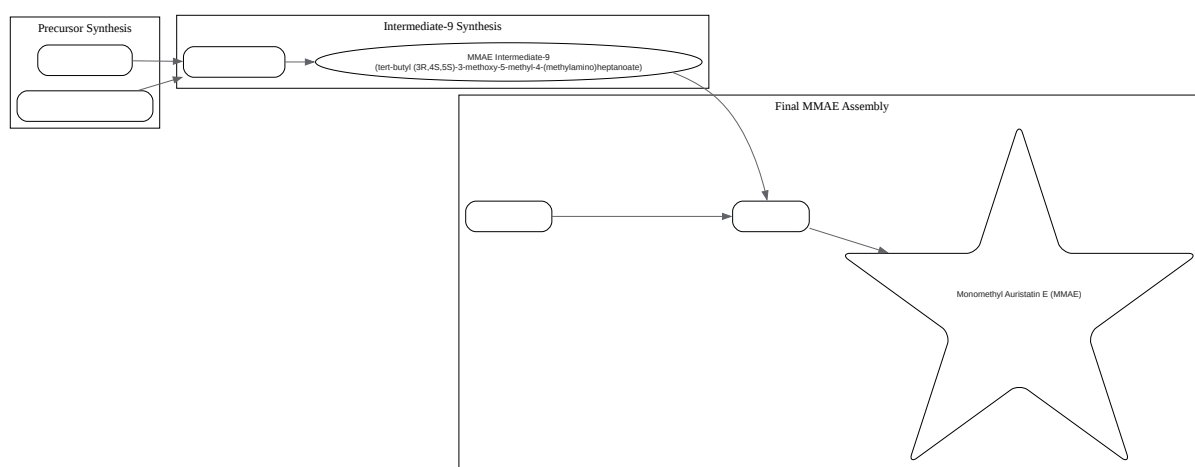 Precursor Synthesis
Intermediate-9 Synthesis
MMAE Intermediate-9
(tert-butyl (3R,4S,5S)-3-methoxy-5-methyl-4-(methylamino)heptanoate)
Final MMAE Assembly
Monomethyl Auristatin E (MMAE)